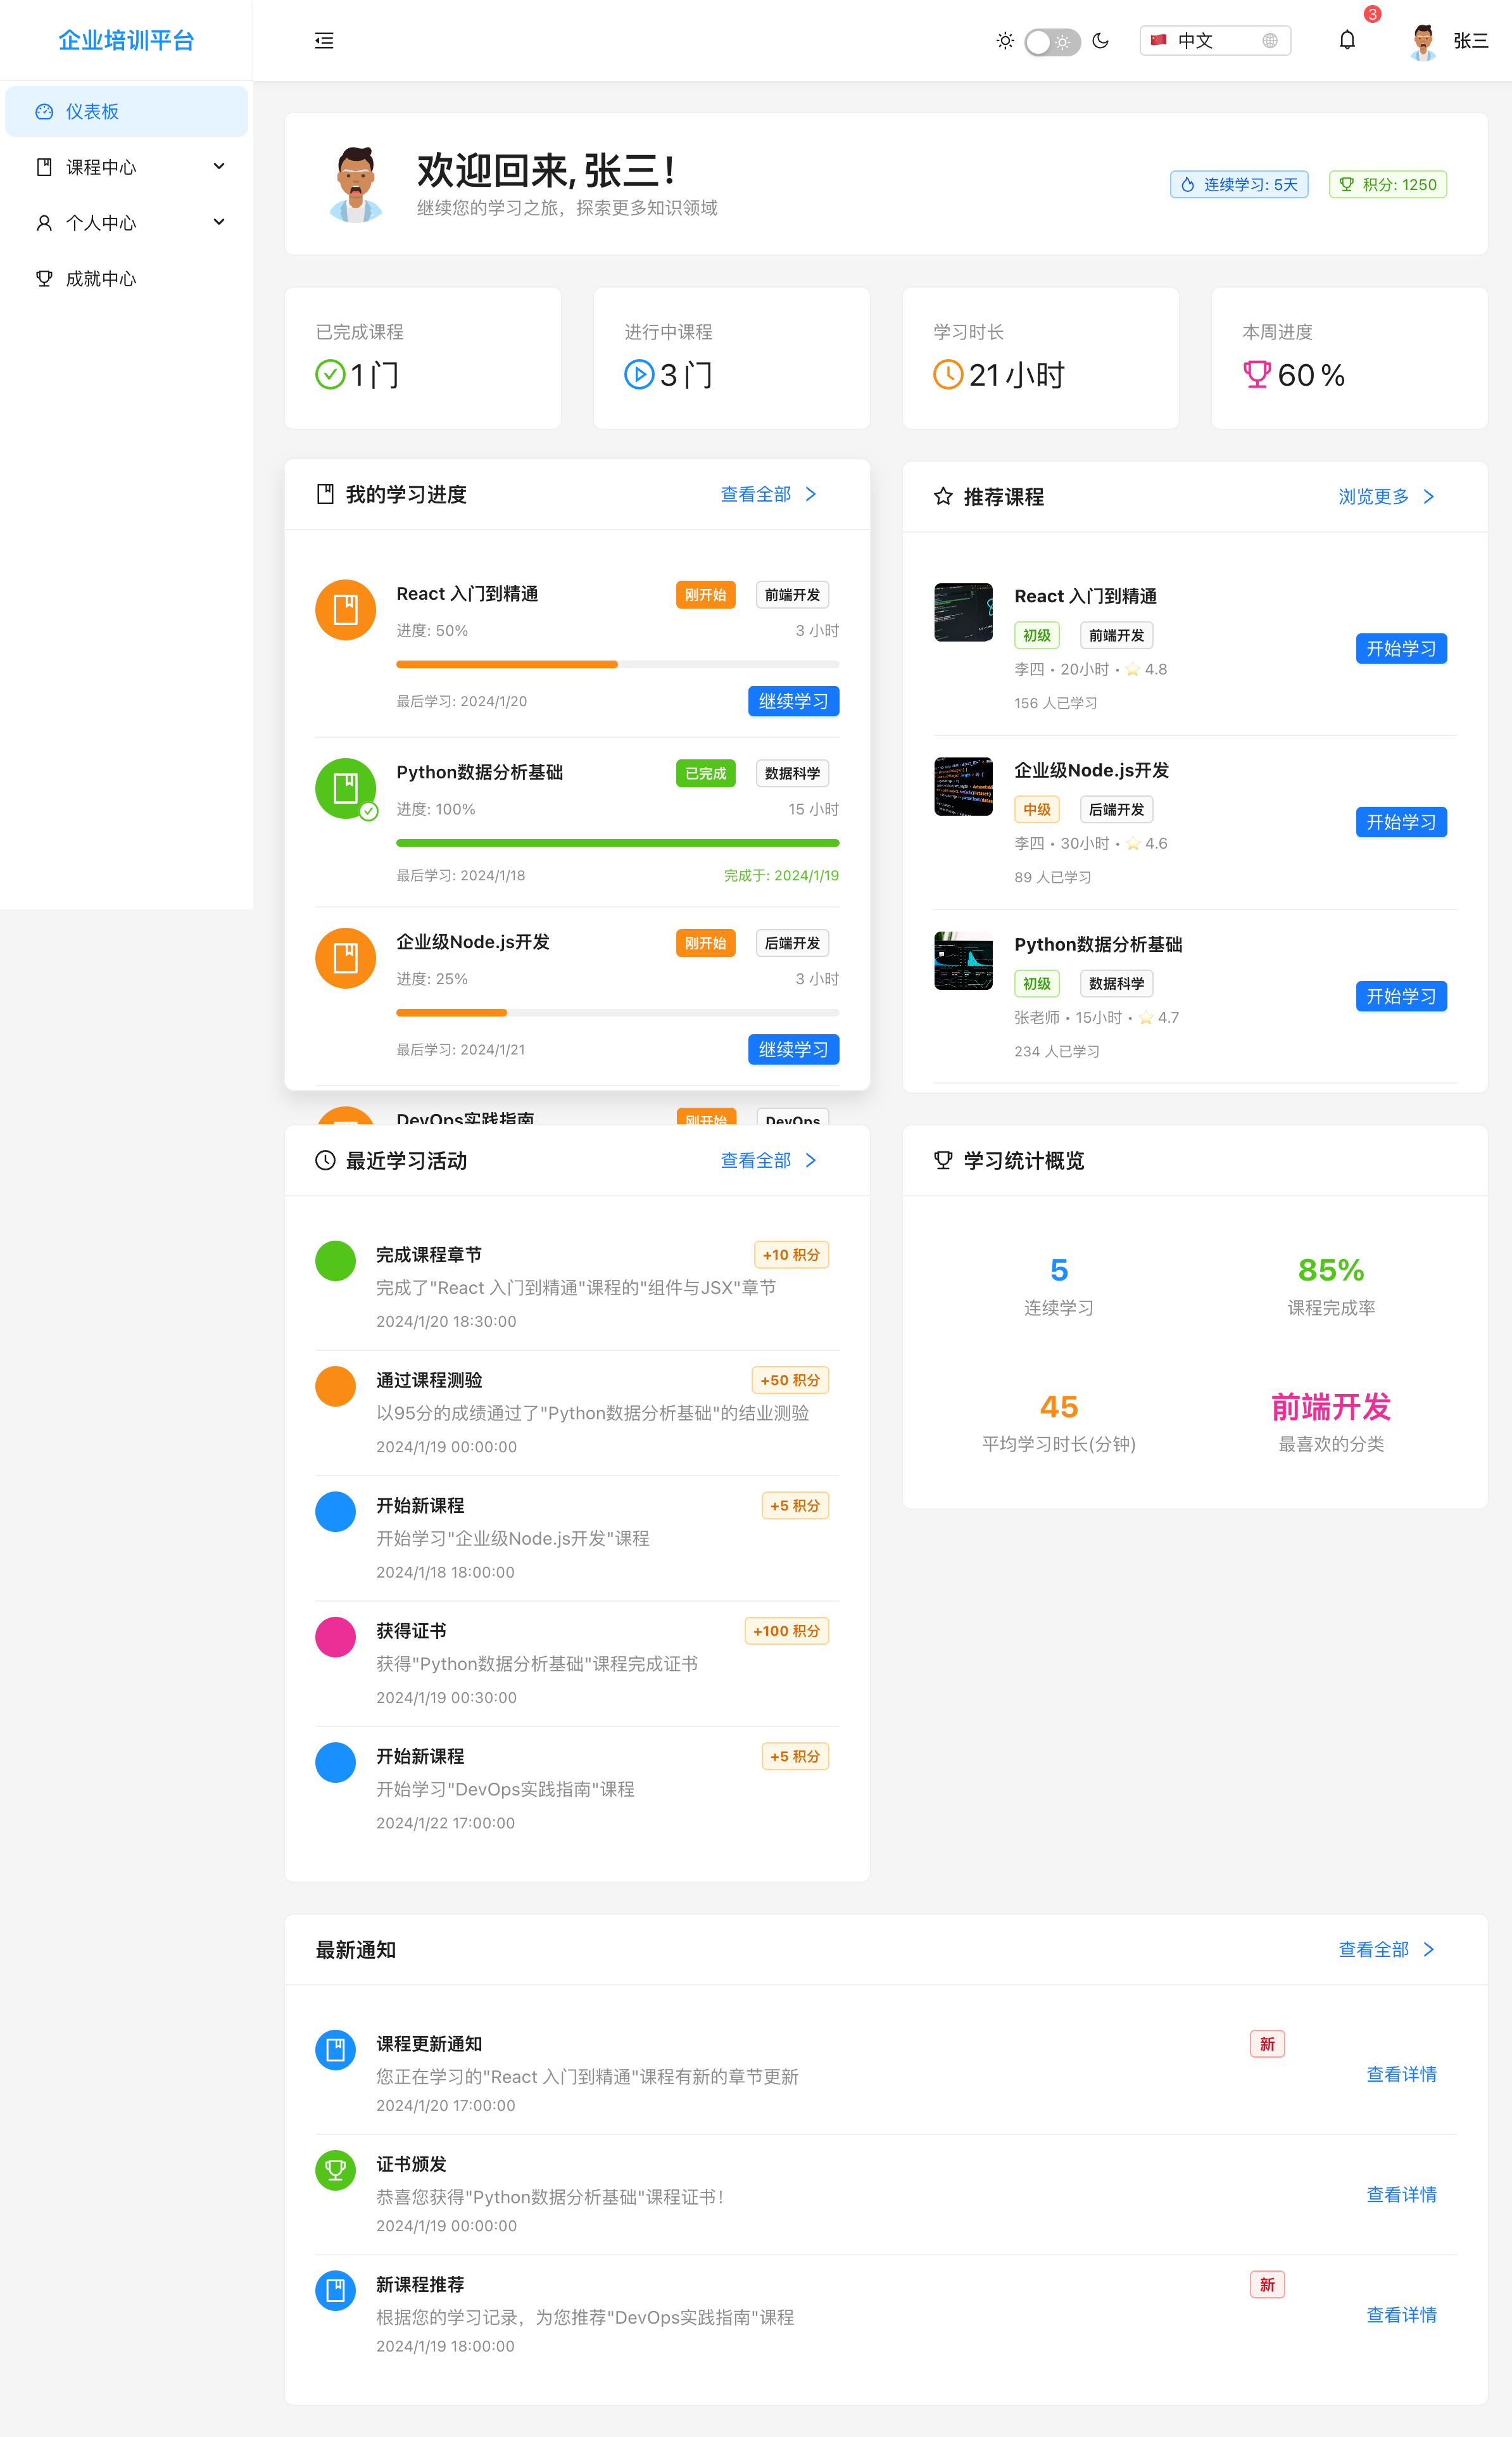 企业培训平台
中文
3
张三
仪表板
课程中心
个人中心
成就中心
欢迎回来, 张三!
继续您的学习之旅，探索更多知识领域
连续学习: 5天
积分: 1250
已完成课程
1 门
进行中课程
3 门
学习时长
21 小时
本周进度
60 %
我的学习进度
查看全部
React 入门到精通
刚开始
前端开发
进度: 50%
3 小时
最后学习: 2024/1/20
继续学习
Python数据分析基础
已完成
数据科学
进度: 100%
15 小时
最后学习: 2024/1/18
完成于: 2024/1/19
企业级Node.js开发
刚开始
后端开发
进度: 25%
3 小时
最后学习: 2024/1/21
继续学习
DevOps实践指南
刚开始
DevOps
推荐课程
浏览更多
React 入门到精通
初级
前端开发
李四 • 20小时 • ⭐ 4.8
156 人已学习
开始学习
企业级Node.js开发
中级
后端开发
李四 • 30小时 • ⭐ 4.6
89 人已学习
开始学习
Python数据分析基础
初级
数据科学
张老师 • 15小时 • ⭐ 4.7
234 人已学习
开始学习
最近学习活动
查看全部
完成课程章节
+10 积分
完成了"React 入门到精通"课程的"组件与JSX"章节
2024/1/20 18:30:00
通过课程测验
+50 积分
以95分的成绩通过了"Python数据分析基础"的结业测验
2024/1/19 00:00:00
开始新课程
+5 积分
开始学习"企业级Node.js开发"课程
2024/1/18 18:00:00
获得证书
+100 积分
获得"Python数据分析基础"课程完成证书
2024/1/19 00:30:00
开始新课程
+5 积分
开始学习"DevOps实践指南"课程
2024/1/22 17:00:00
学习统计概览
5
连续学习
85%
课程完成率
45
平均学习时长(分钟)
前端开发
最喜欢的分类
最新通知
查看全部
课程更新通知
新
您正在学习的"React 入门到精通"课程有新的章节更新
2024/1/20 17:00:00
查看详情
证书颁发
恭喜您获得"Python数据分析基础"课程证书！
2024/1/19 00:00:00
查看详情
新课程推荐
新
根据您的学习记录，为您推荐"DevOps实践指南"课程
2024/1/19 18:00:00
查看详情